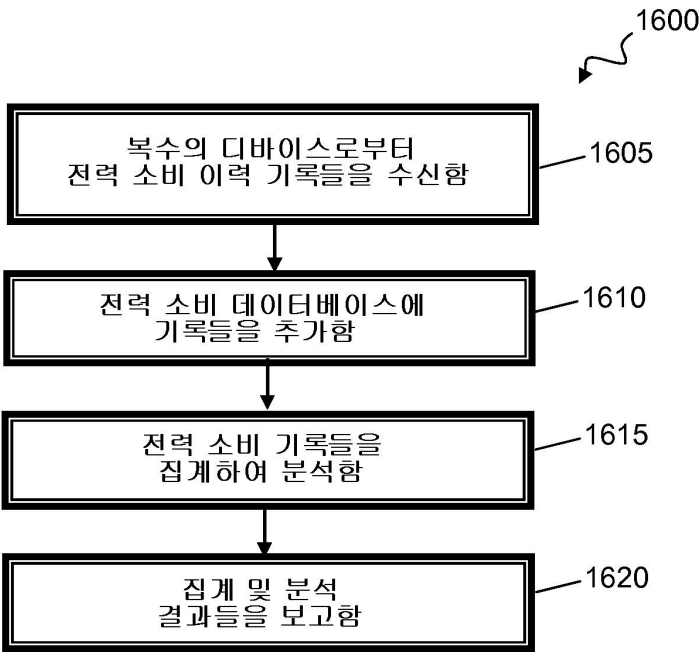 1600
복수의 디바이스로부터
전력 소비 이력 기록들을 수신함
1605
전력 소비 데이터베이스에
기록들을 추가함
1610
전력 소비 기록들을
집계하여 분석함
1615
집계 및 분석
결과들을 보고함
1620